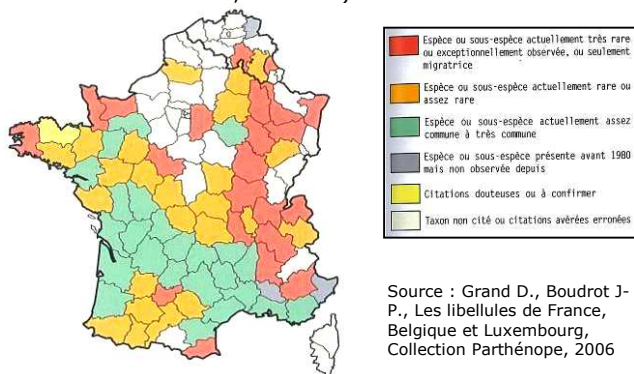 Espèce ou sous-espèce actuellement très rare
ou exceptionnellement observée, ou seulement
migratrice
Espèce ou sous-espèce actuellement rare ou
assez rare
Espèce ou sous-espèce actuellement assez
commune à très commune
Espèce ou sous-espèce présente avant 1980
mais non observée depuis
Citations douteuses ou à confirmer
Taxon non cité ou citations avérées erronées
Source : Grand D., Boudrot J-
P., Les libellules de France,
Belgique et Luxembourg,
Collection Parthénope, 2006